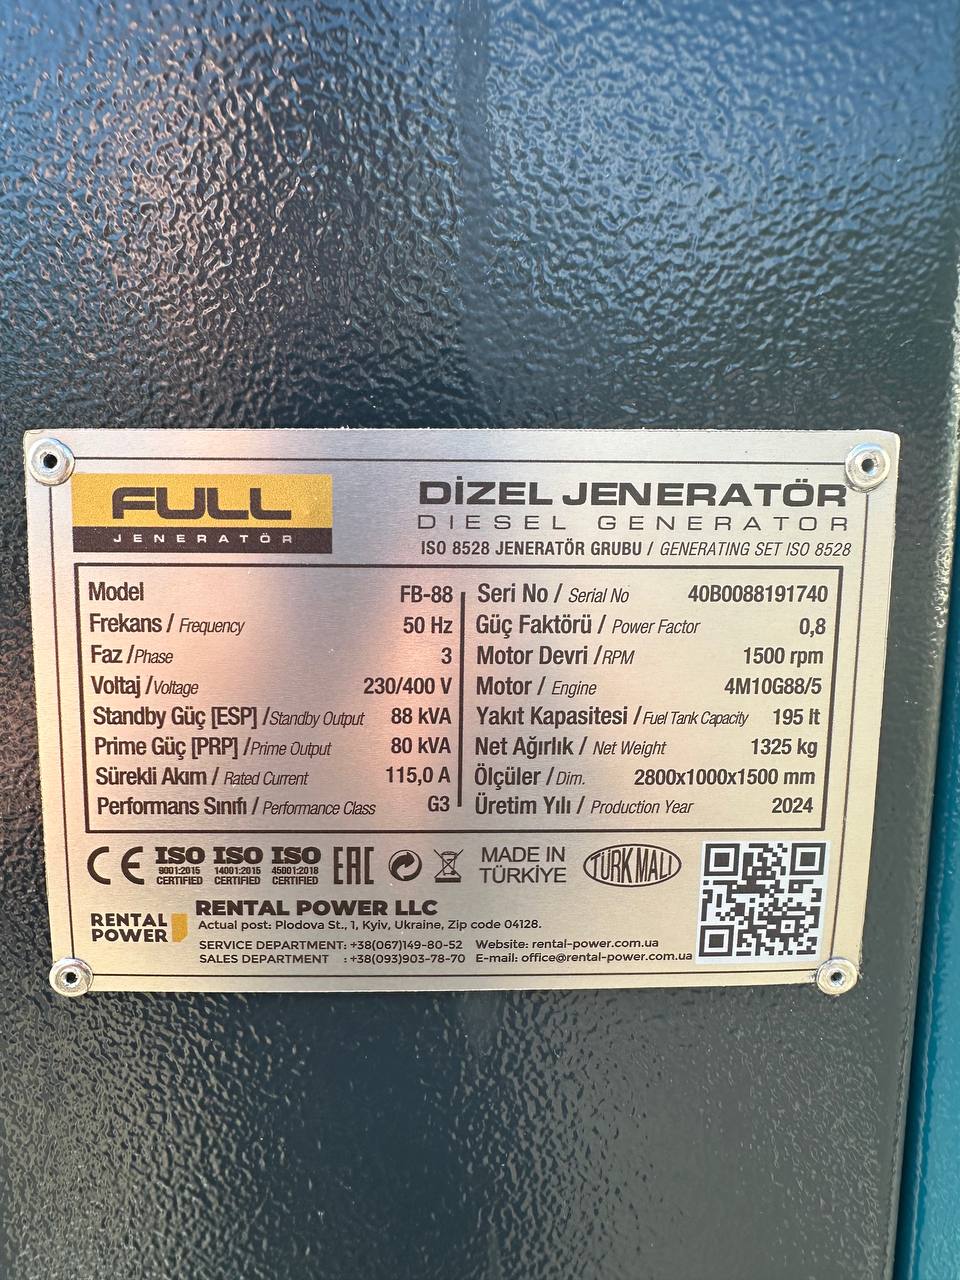 FULL
JENERATÖR
DİZEL JENERATÖR
DIESEL GENERATOR
ISO 8528 JENERATÖR GRUBU / GENERATING SET ISO 8528
Model FB-88
Frekans / Frequency 50 Hz
Faz /Phase 3
Voltaj /Voltage 230/400 V
Standby Güç [ESP] /Standby Output 88 kVA
Prime Güç [PRP] /Prime Output 80 kVA
Sürekli Akım / Rated Current 115,0 A
Performans Sınıfı / Performance Class G3
Seri No / Serial No 40B0088191740
Güç Faktörü / Power Factor 0,8
Motor Devri /RPM 1500 rpm
Motor / Engine 4M10G88/5
Yakıt Kapasitesi /Fuel Tank Capacity 195 lt
Net Ağırlık / Net Weight 1325 kg
Ölçüler /Dim. 2800x1000x1500 mm
Üretim Yılı / Production Year 2024
CE
ISO
9001:2015
CERTIFIED
ISO
14001:2015
CERTIFIED
ISO
45001:2018
CERTIFIED
EAC
MADE IN
TÜRKİYE
TÜRK MALI
RENTAL
POWER
RENTAL POWER LLC
Actual post: Plodova St., 1, Kyiv, Ukraine, Zip code 04128.
SERVICE DEPARTMENT: +38(067)149-80-52 Website: rental-power.com.ua
SALES DEPARTMENT : +38(093)903-78-70 E-mail: office@rental-power.com.ua